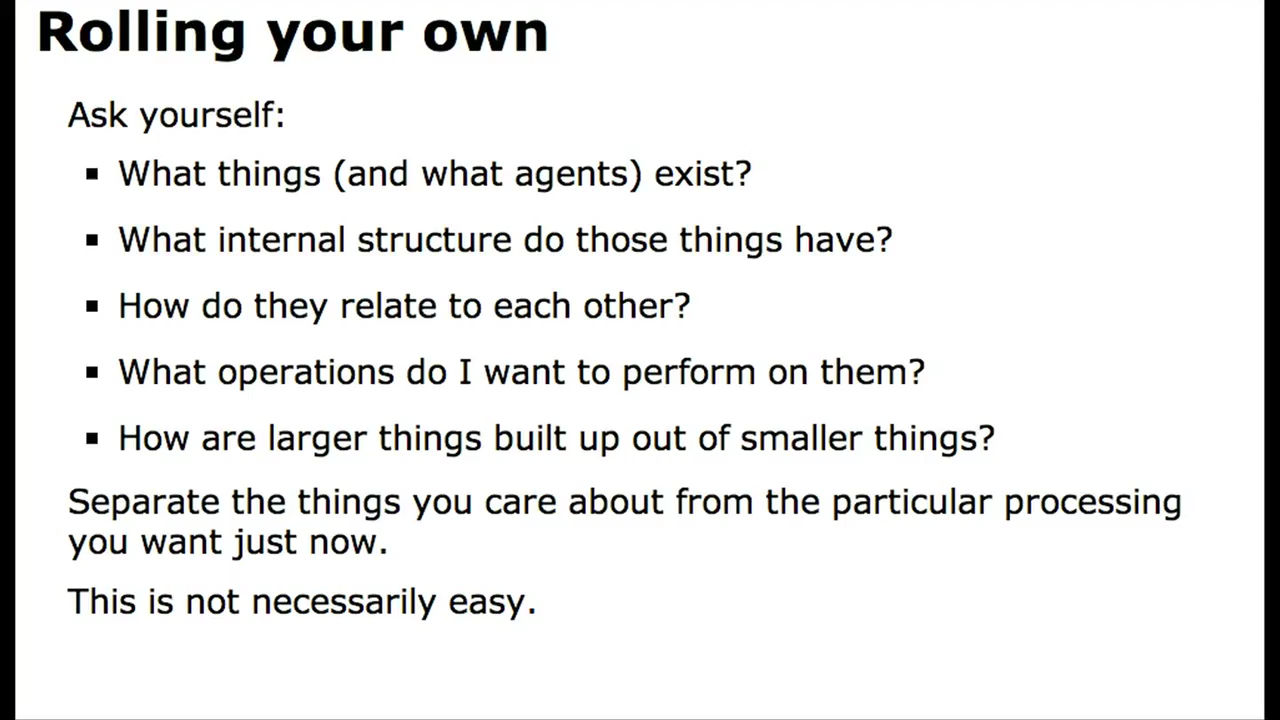 Rolling your own
Ask yourself:
▪ What things (and what agents) exist?
▪ What internal structure do those things have?
▪ How do they relate to each other?
▪ What operations do I want to perform on them?
▪ How are larger things built up out of smaller things?
Separate the things you care about from the particular processing
you want just now.
This is not necessarily easy.